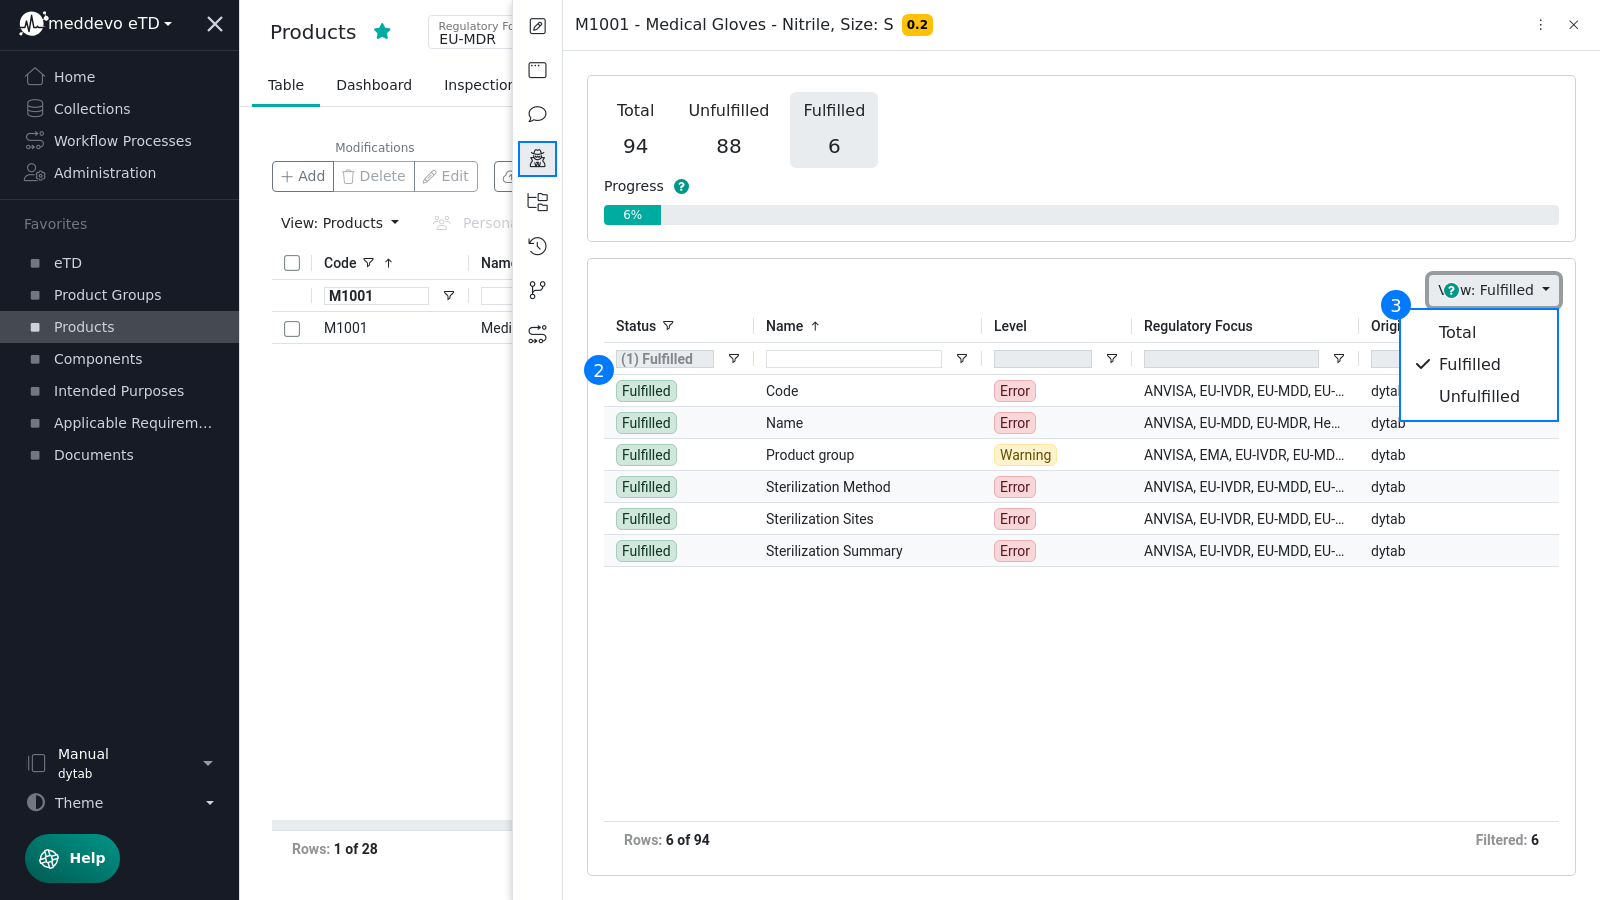 meddevo eTD
Home
Collections
Workflow Processes
Administration
Favorites
eTD
Product Groups
Products
Components
Intended Purposes
Applicable Requirem...
Documents
Manual
dytab
Theme
Help
Products
Regulatory Fo
EU-MDR
Table Dashboard Inspection
Modifications
Add Delete Edit
View: Products Persona
Code Name
M1001
M1001 Medi
Rows: 1 of 28
M1001 - Medical Gloves - Nitrile, Size: S 0.2
Total Unfulfilled Fulfilled
94 88 6
Progress ?
6%
? w: Fulfilled
3
Total
Fulfilled
Unfulfilled
Status Name Level Regulatory Focus Orig
(1) Fulfilled
2
Fulfilled Code Error ANVISA, EU-IVDR, EU-MDD, EU-... dytab
Fulfilled Name Error ANVISA, EU-MDD, EU-MDR, He... dytab
Fulfilled Product group Warning ANVISA, EMA, EU-IVDR, EU-MD... dytab
Fulfilled Sterilization Method Error ANVISA, EU-IVDR, EU-MDD, EU-... dytab
Fulfilled Sterilization Sites Error ANVISA, EU-IVDR, EU-MDD, EU-... dytab
Fulfilled Sterilization Summary Error ANVISA, EU-IVDR, EU-MDD, EU-... dytab
Rows: 6 of 94 Filtered: 6